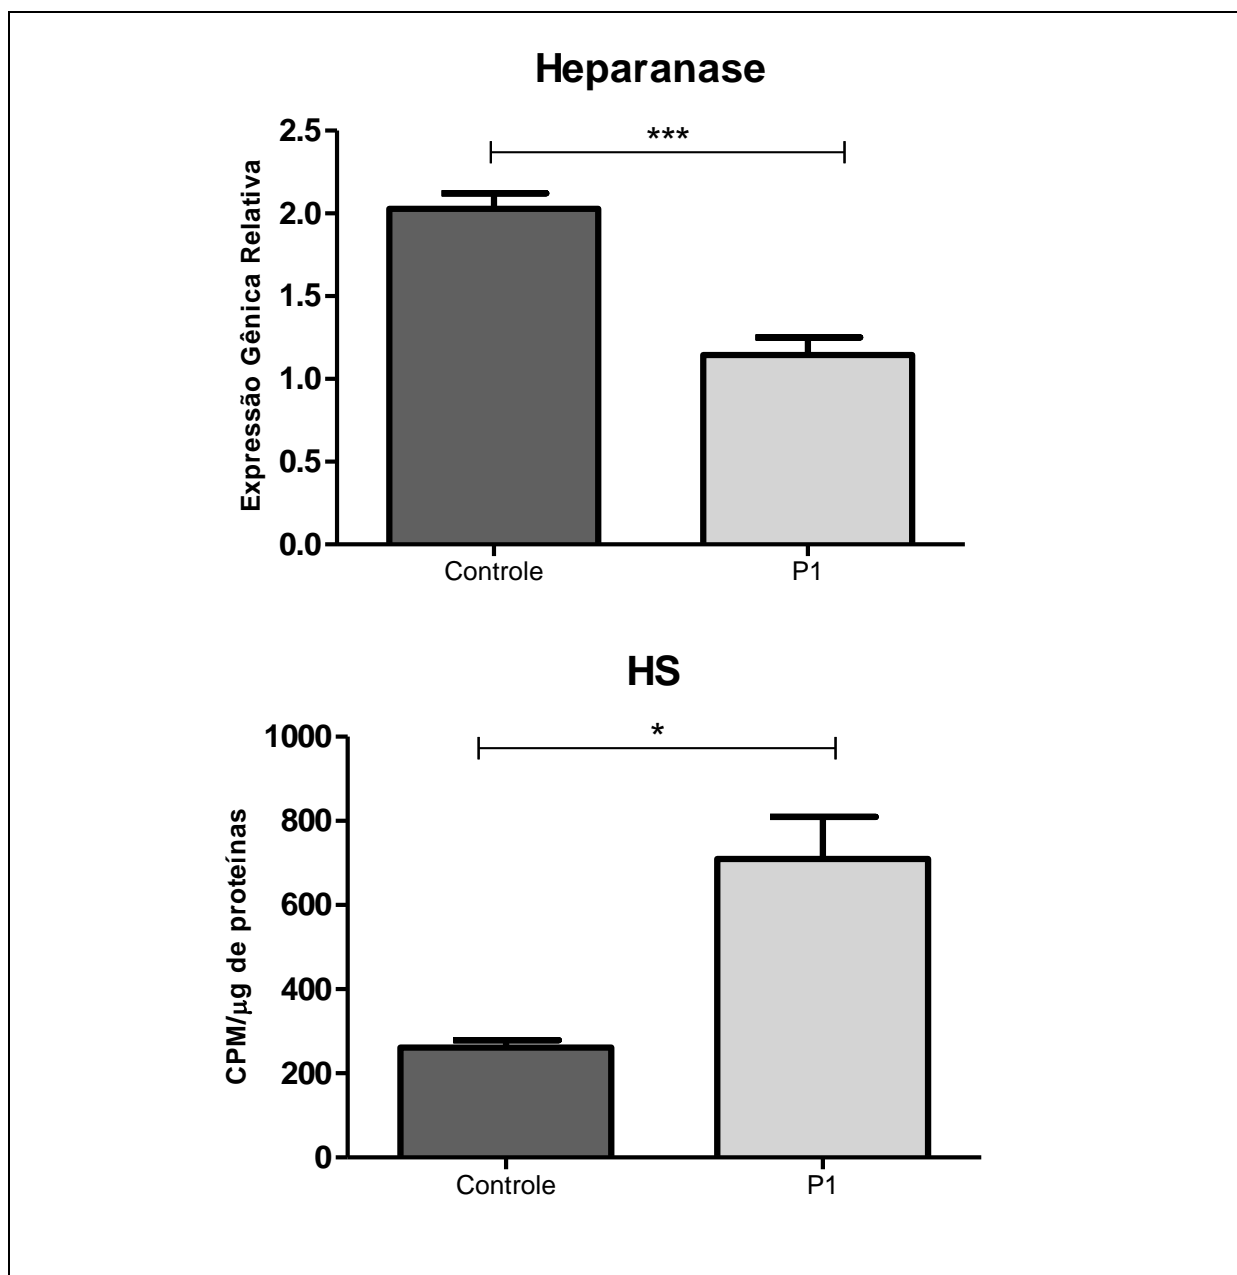 Heparanase
***
Expressão Gênica Relativa
2.5
2.0
1.5
1.0
0.5
0.0
Controle P1
HS
*
CPM/µg de proteínas
1000
800
600
400
200
0
Controle P1